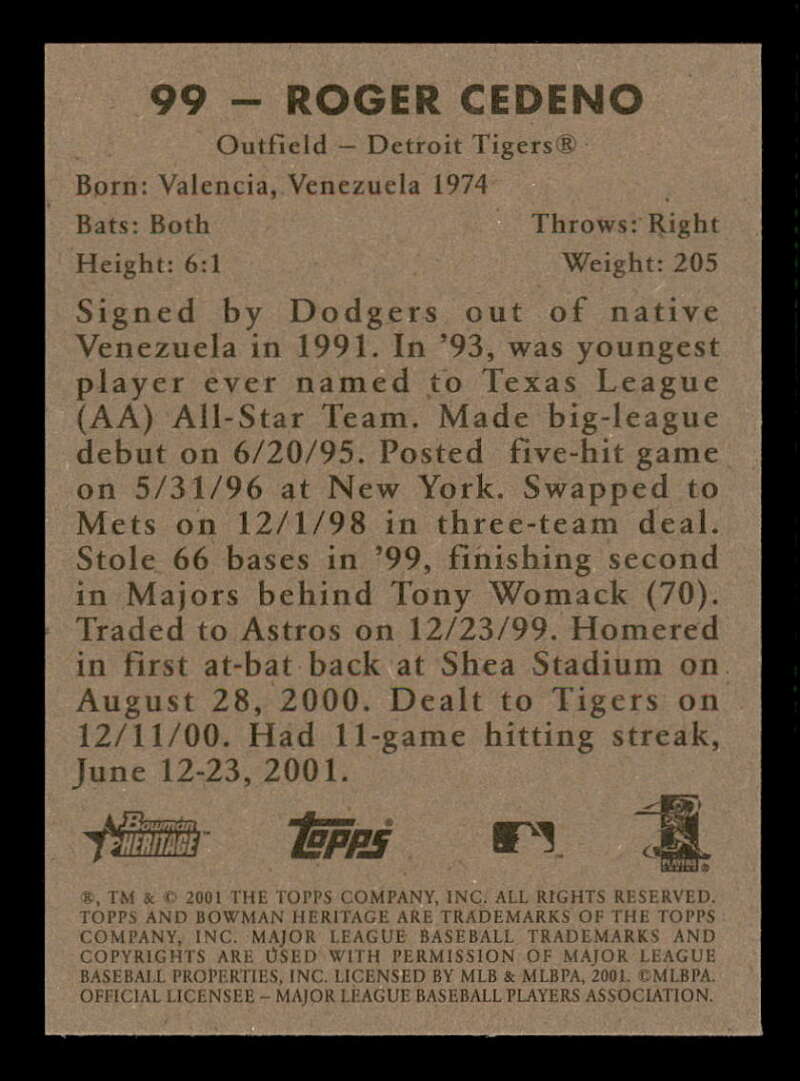 99 – ROGER CEDENO
Outfield – Detroit Tigers®
Born: Valencia, Venezuela 1974
Bats: Both Throws: Right
Height: 6:1 Weight: 205
Signed by Dodgers out of native
Venezuela in 1991. In ’93, was youngest
player ever named to Texas League
(AA) All-Star Team. Made big-league
debut on 6/20/95. Posted five-hit game
on 5/31/96 at New York. Swapped to
Mets on 12/1/98 in three-team deal.
Stole 66 bases in ’99, finishing second
in Majors behind Tony Womack (70).
Traded to Astros on 12/23/99. Homered
in first at-bat back at Shea Stadium on
August 28, 2000. Dealt to Tigers on
12/11/00. Had 11-game hitting streak,
June 12-23, 2001.
Bowman HERITAGE™ Topps
®, TM & © 2001 THE TOPPS COMPANY, INC. ALL RIGHTS RESERVED.
TOPPS AND BOWMAN HERITAGE ARE TRADEMARKS OF THE TOPPS
COMPANY, INC. MAJOR LEAGUE BASEBALL TRADEMARKS AND
COPYRIGHTS ARE USED WITH PERMISSION OF MAJOR LEAGUE
BASEBALL PROPERTIES, INC. LICENSED BY MLB & MLBPA, 2001. ©MLBPA.
OFFICIAL LICENSEE – MAJOR LEAGUE BASEBALL PLAYERS ASSOCIATION.